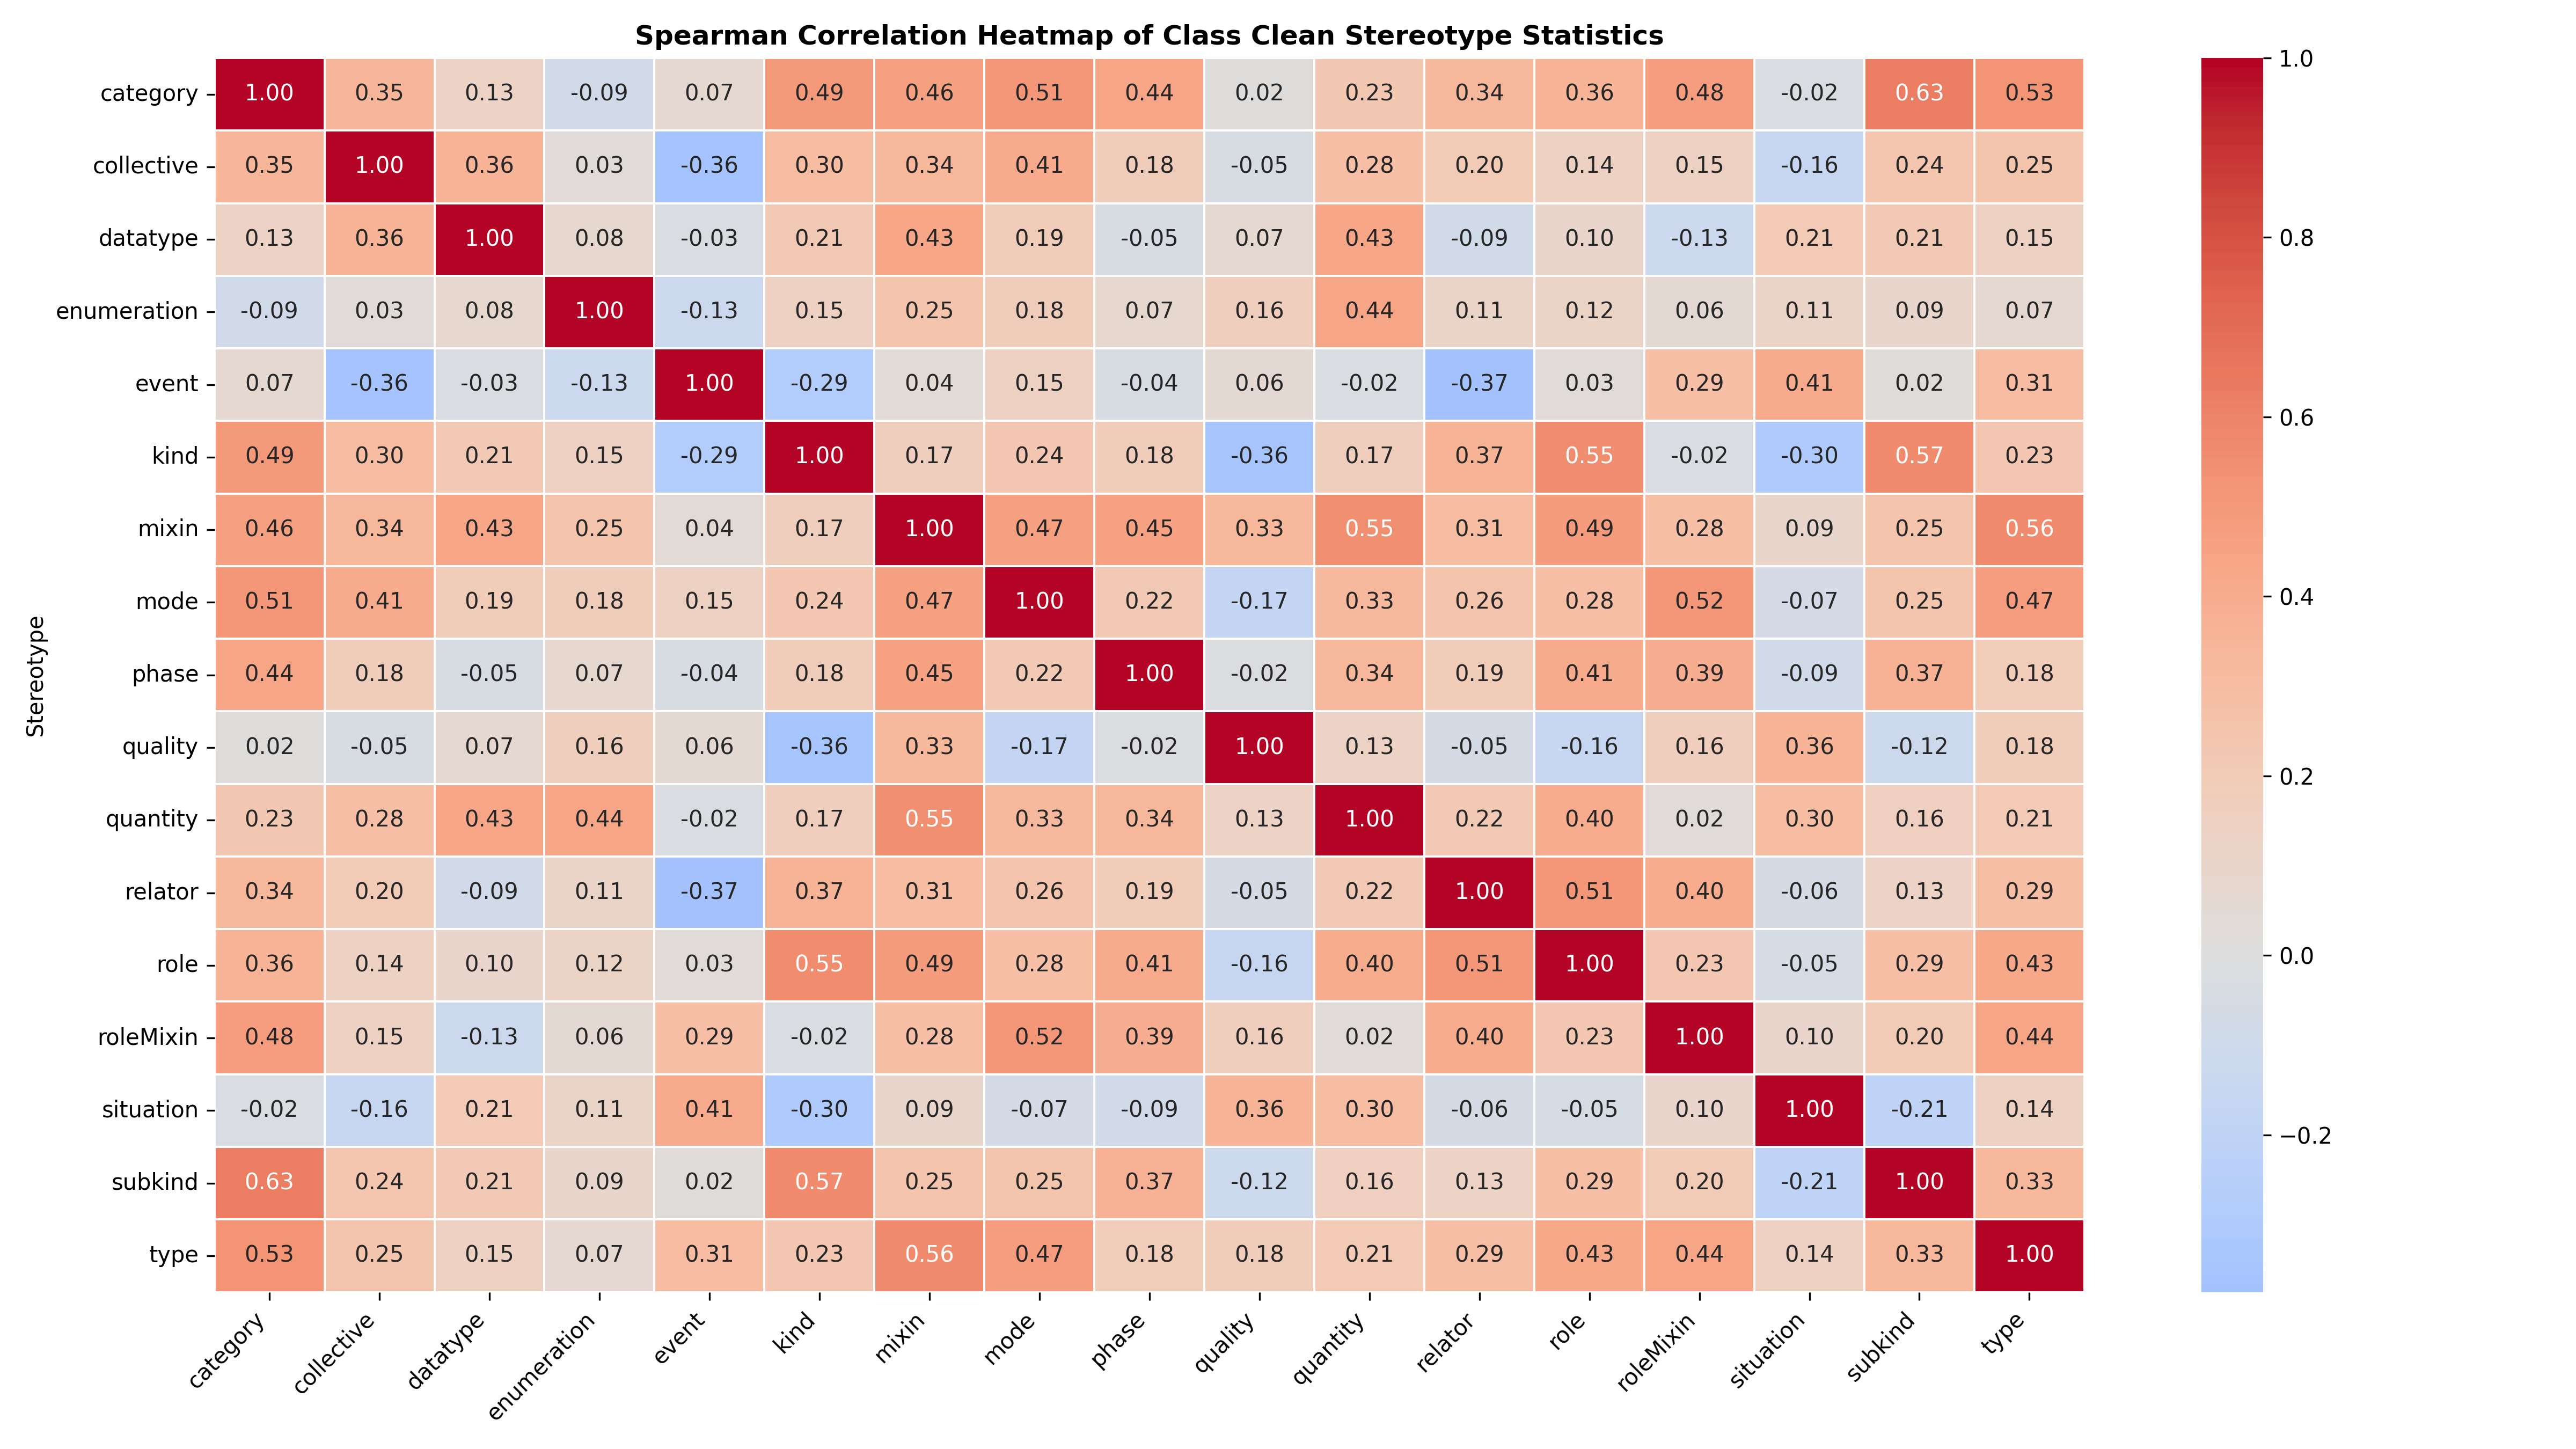 Spearman Correlation Heatmap of Class Clean Stereotype Statistics
category 1.00 0.35 0.13 -0.09 0.07 0.49 0.46 0.51 0.44 0.02 0.23 0.34 0.36 0.48 -0.02 0.63 0.53
collective 0.35 1.00 0.36 0.03 -0.36 0.30 0.34 0.41 0.18 -0.05 0.28 0.20 0.14 0.15 -0.16 0.24 0.25
datatype 0.13 0.36 1.00 0.08 -0.03 0.21 0.43 0.19 -0.05 0.07 0.43 -0.09 0.10 -0.13 0.21 0.21 0.15
enumeration -0.09 0.03 0.08 1.00 -0.13 0.15 0.25 0.18 0.07 0.16 0.44 0.11 0.12 0.06 0.11 0.09 0.07
event 0.07 -0.36 -0.03 -0.13 1.00 -0.29 0.04 0.15 -0.04 0.06 -0.02 -0.37 0.03 0.29 0.41 0.02 0.31
kind 0.49 0.30 0.21 0.15 -0.29 1.00 0.17 0.24 0.18 -0.36 0.17 0.37 0.55 -0.02 -0.30 0.57 0.23
mixin 0.46 0.34 0.43 0.25 0.04 0.17 1.00 0.47 0.45 0.33 0.55 0.31 0.49 0.28 0.09 0.25 0.56
mode 0.51 0.41 0.19 0.18 0.15 0.24 0.47 1.00 0.22 -0.17 0.33 0.26 0.28 0.52 -0.07 0.25 0.47
phase 0.44 0.18 -0.05 0.07 -0.04 0.18 0.45 0.22 1.00 -0.02 0.34 0.19 0.41 0.39 -0.09 0.37 0.18
quality 0.02 -0.05 0.07 0.16 0.06 -0.36 0.33 -0.17 -0.02 1.00 0.13 -0.05 -0.16 0.16 0.36 -0.12 0.18
quantity 0.23 0.28 0.43 0.44 -0.02 0.17 0.55 0.33 0.34 0.13 1.00 0.22 0.40 0.02 0.30 0.16 0.21
relator 0.34 0.20 -0.09 0.11 -0.37 0.37 0.31 0.26 0.19 -0.05 0.22 1.00 0.51 0.40 -0.06 0.13 0.29
role 0.36 0.14 0.10 0.12 0.03 0.55 0.49 0.28 0.41 -0.16 0.40 0.51 1.00 0.23 -0.05 0.29 0.43
roleMixin 0.48 0.15 -0.13 0.06 0.29 -0.02 0.28 0.52 0.39 0.16 0.02 0.40 0.23 1.00 0.10 0.20 0.44
situation -0.02 -0.16 0.21 0.11 0.41 -0.30 0.09 -0.07 -0.09 0.36 0.30 -0.06 -0.05 0.10 1.00 -0.21 0.14
subkind 0.63 0.24 0.21 0.09 0.02 0.57 0.25 0.25 0.37 -0.12 0.16 0.13 0.29 0.20 -0.21 1.00 0.33
type 0.53 0.25 0.15 0.07 0.31 0.23 0.56 0.47 0.18 0.18 0.21 0.29 0.43 0.44 0.14 0.33 1.00
category collective datatype enumeration event kind mixin mode phase quality quantity relator role roleMixin situation subkind type
Stereotype
1.0
0.8
0.6
0.4
0.2
0.0
−0.2